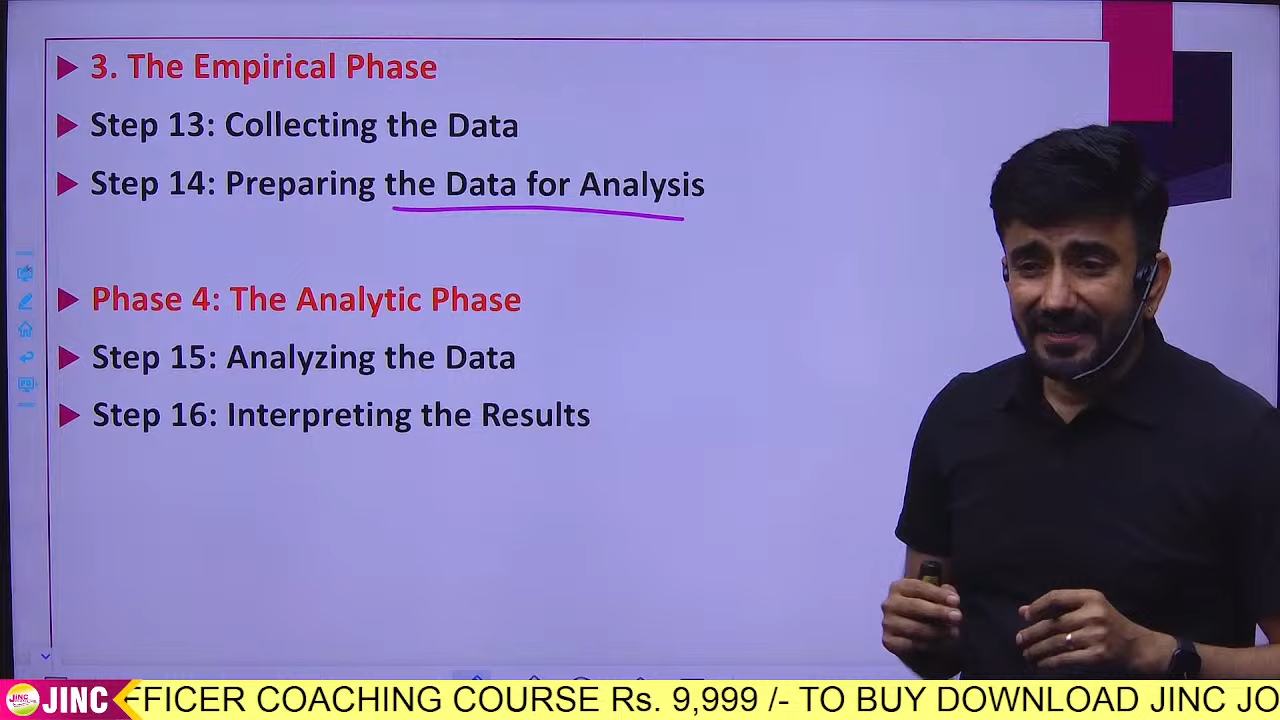 3. The Empirical Phase
Step 13: Collecting the Data
Step 14: Preparing the Data for Analysis
Phase 4: The Analytic Phase
Step 15: Analyzing the Data
Step 16: Interpreting the Results
JINC FFICER COACHING COURSE Rs. 9,999 /- TO BUY DOWNLOAD JINC JO